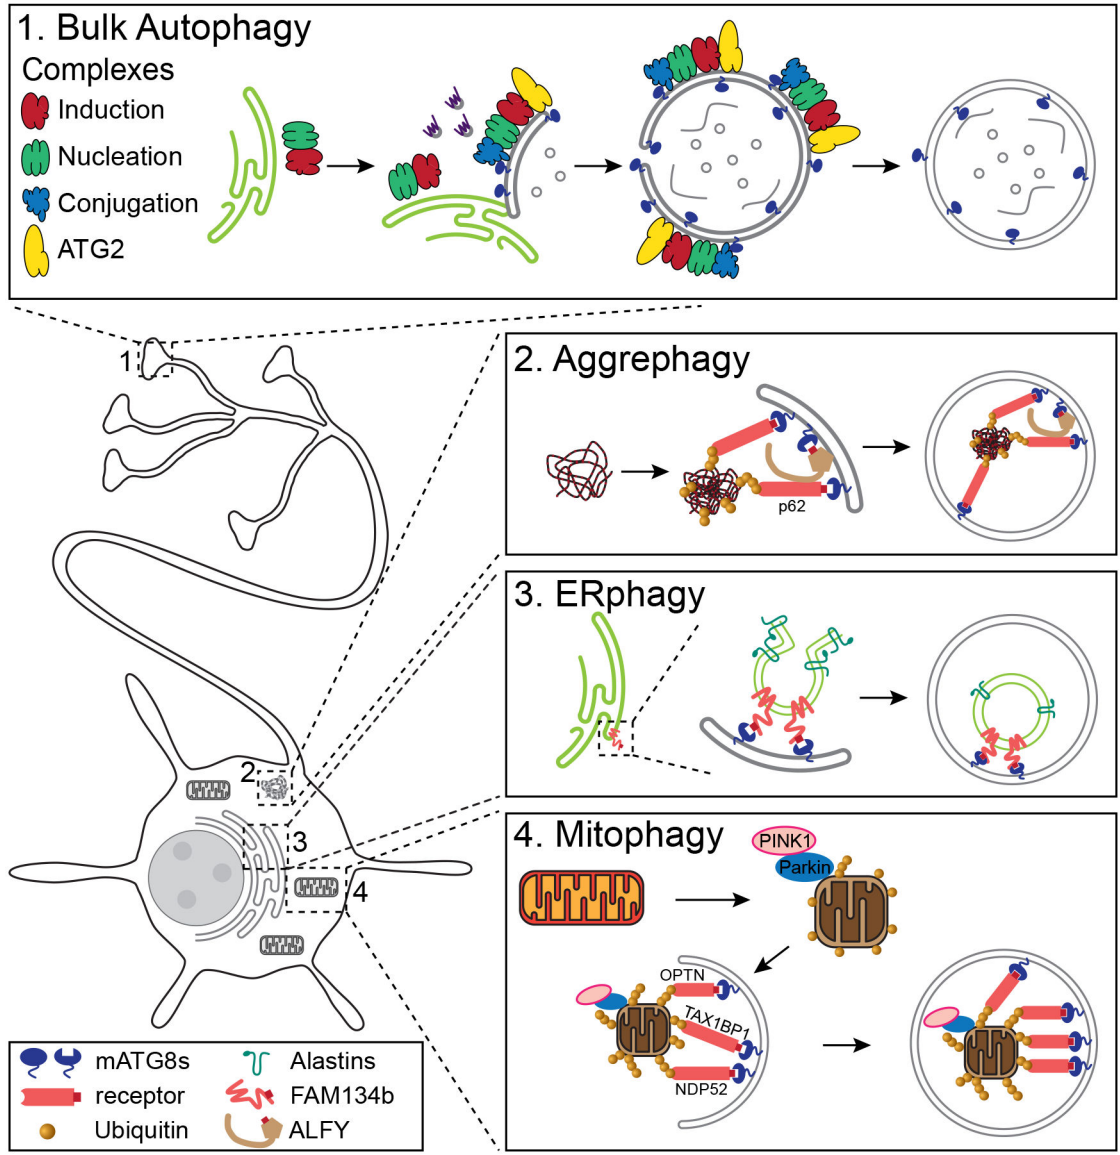 1. Bulk Autophagy
Complexes
Induction
Nucleation
Conjugation
ATG2
1
2. Aggrephagy
p62
3. ERphagy
2
3
4
4. Mitophagy
PINK1
Parkin
OPTN
TAX1BP1
NDP52
mATG8s
Alastins
receptor
FAM134b
Ubiquitin
ALFY